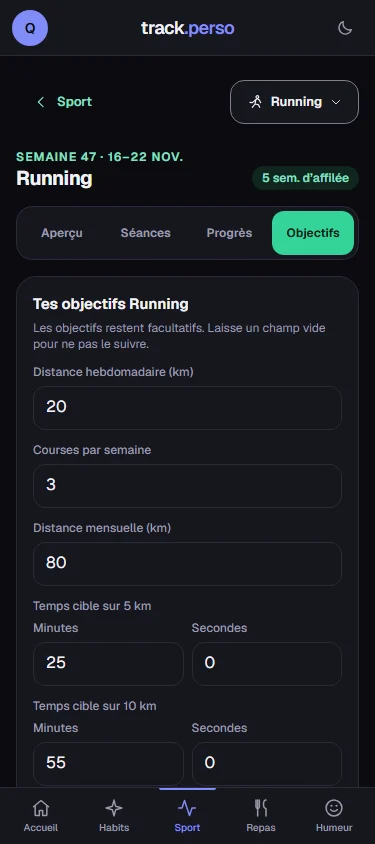 Q
track.perso
Sport
Running
SEMAINE 47 · 16–22 NOV.
Running
5 sem. d’affilée
Aperçu
Séances
Progrès
Objectifs
Tes objectifs Running
Les objectifs restent facultatifs. Laisse un champ vide
pour ne pas le suivre.
Distance hebdomadaire (km)
20
Courses par semaine
3
Distance mensuelle (km)
80
Temps cible sur 5 km
Minutes
Secondes
25
0
Temps cible sur 10 km
Minutes
Secondes
55
0
Accueil
Habits
Sport
Repas
Humeur